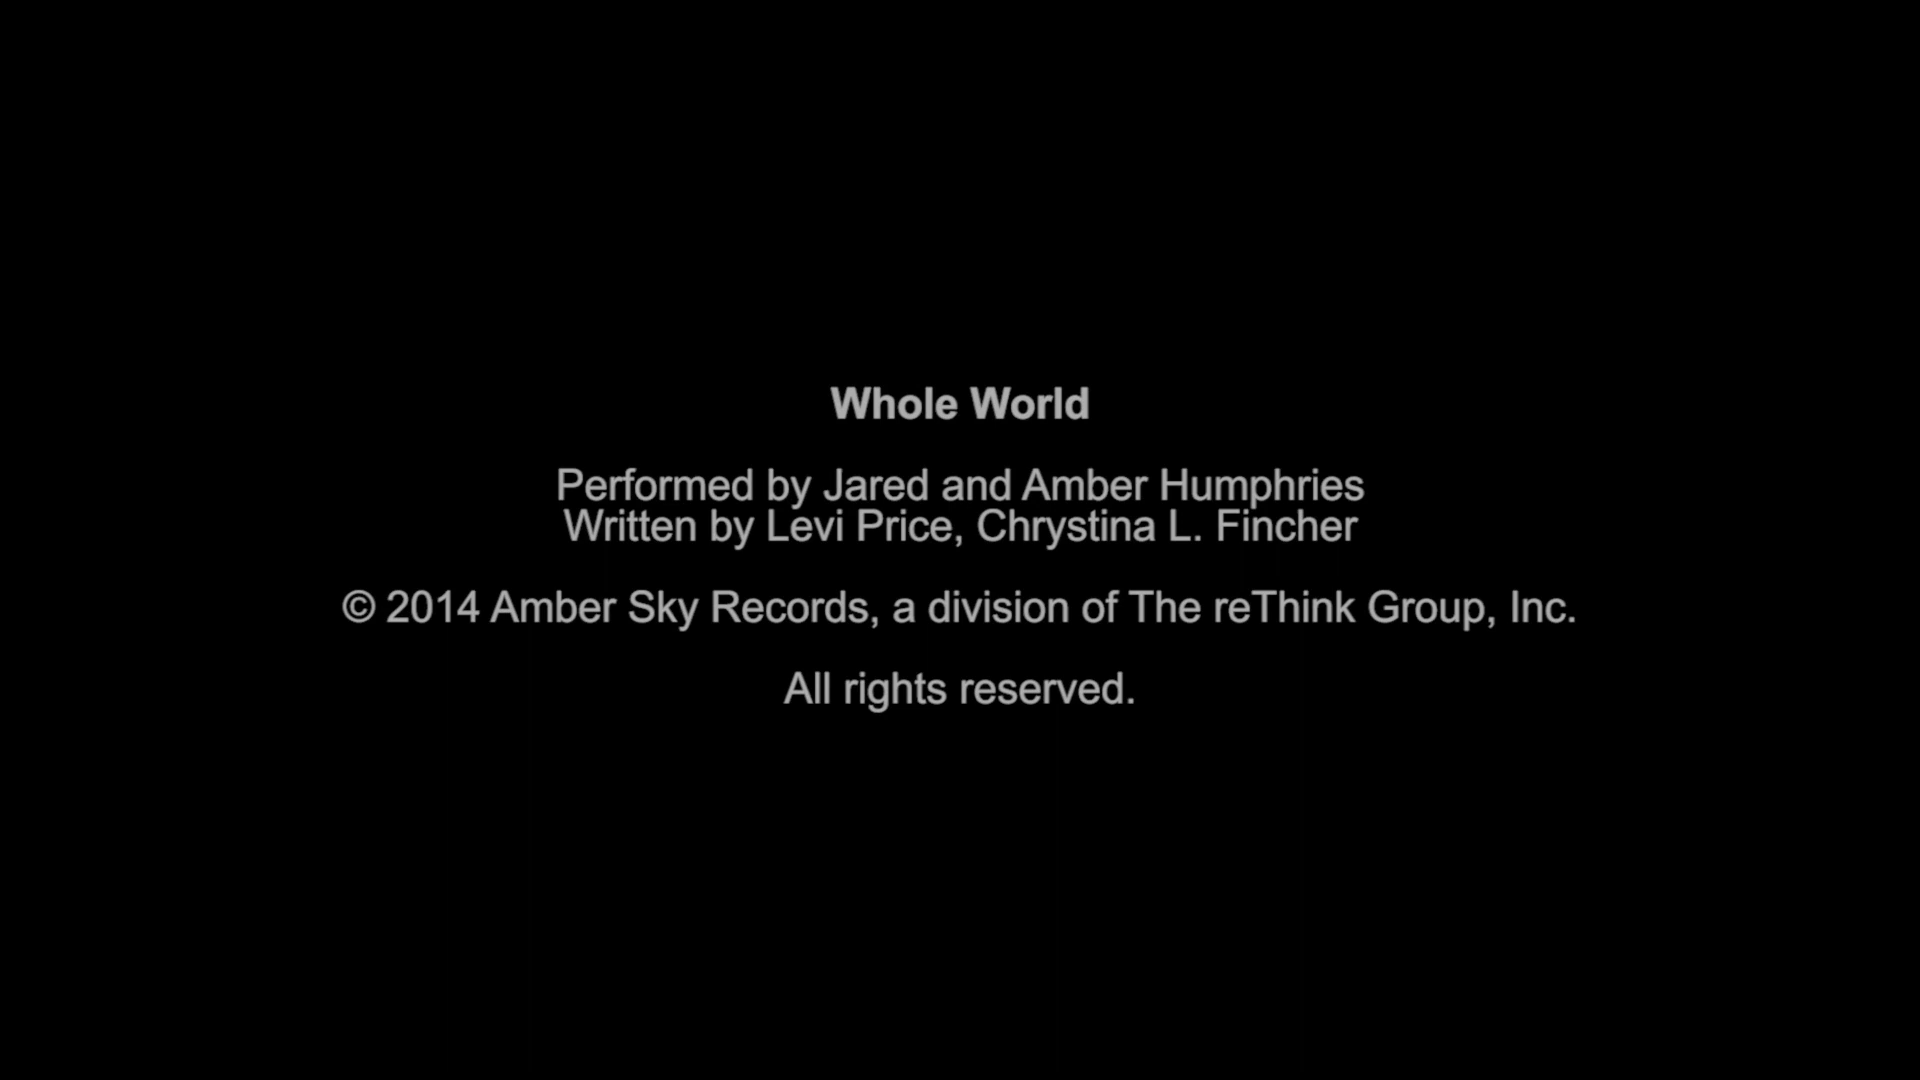 Whole World
Performed by Jared and Amber Humphries
Written by Levi Price, Chrystina L. Fincher
© 2014 Amber Sky Records, a division of The reThink Group, Inc.
All rights reserved.